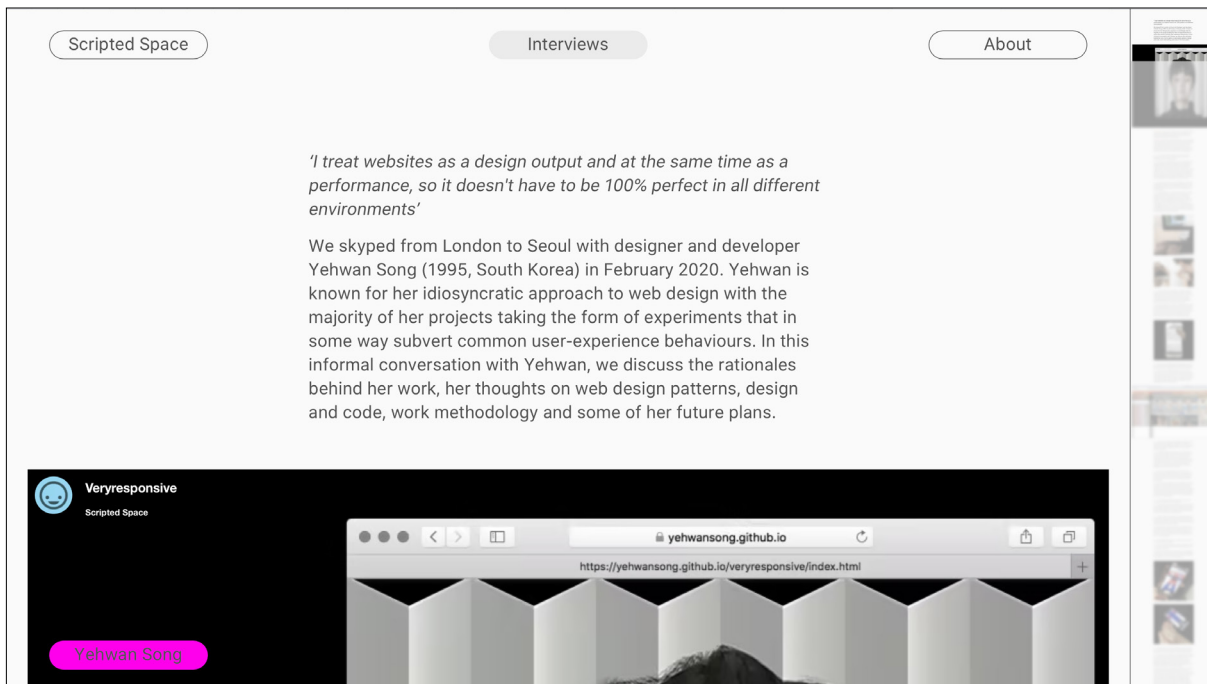 Scripted Space
Interviews
About
‘I treat websites as a design output and at the same time as a
performance, so it doesn't have to be 100% perfect in all different
environments’
We skyped from London to Seoul with designer and developer
Yehwan Song (1995, South Korea) in February 2020. Yehwan is
known for her idiosyncratic approach to web design with the
majority of her projects taking the form of experiments that in
some way subvert common user-experience behaviours. In this
informal conversation with Yehwan, we discuss the rationales
behind her work, her thoughts on web design patterns, design
and code, work methodology and some of her future plans.
Veryresponsive
Scripted Space
yehwansong.github.io
https://yehwansong.github.io/veryresponsive/index.html
Yehwan Song